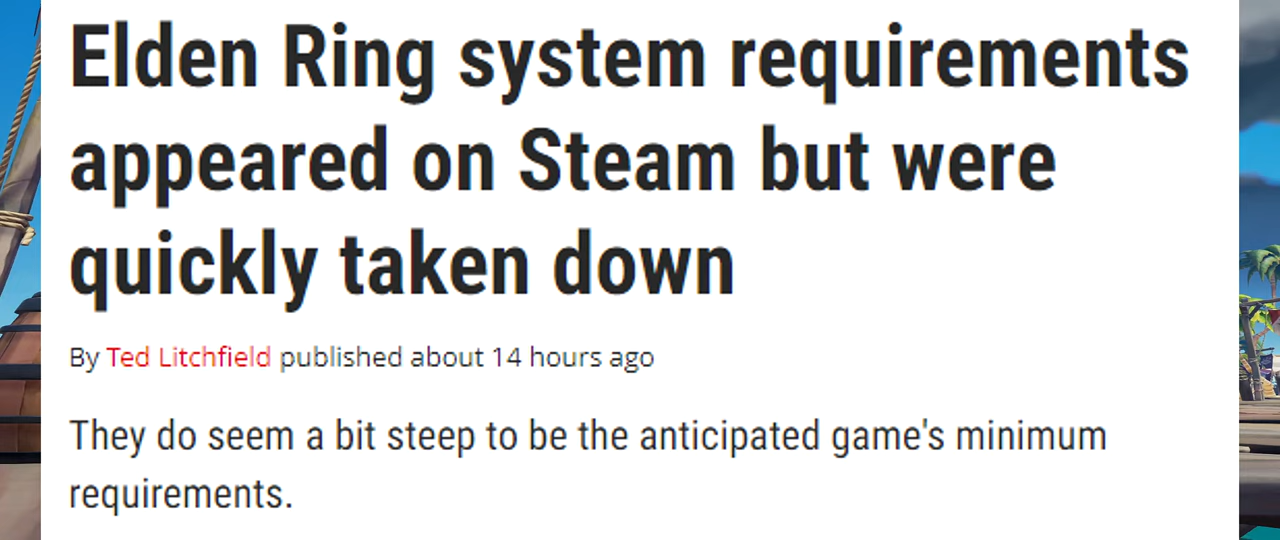 Elden Ring system requirements
appeared on Steam but were
quickly taken down
By Ted Litchfield published about 14 hours ago
They do seem a bit steep to be the anticipated game's minimum
requirements.